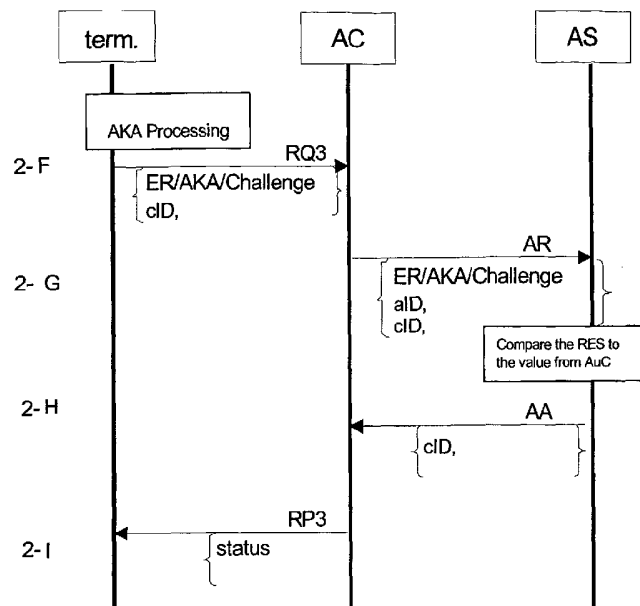 term.
AC
AS
AKA Processing
2-F
RQ3
ER/AKA/Challenge
cID,
2- G
AR
ER/AKA/Challenge
aID,
cID,
Compare the RES to
the value from AuC
2-H
AA
cID,
2-I
RP3
status